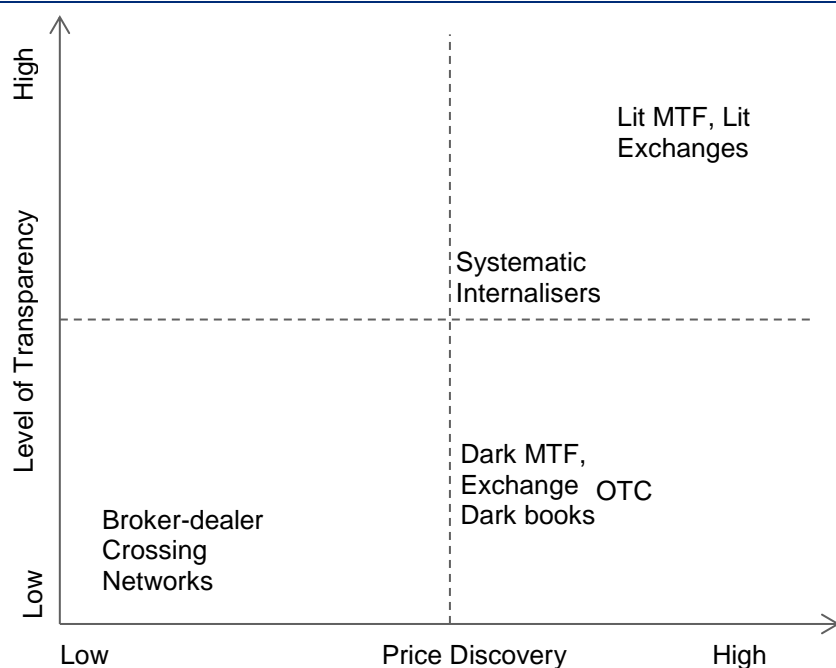 High
Lit MTF, Lit
Exchanges
Level of Transparency
Systematic
Internalisers
Dark MTF,
Exchange OTC
Dark books
Broker-dealer
Crossing
Networks
Low
Low Price Discovery High